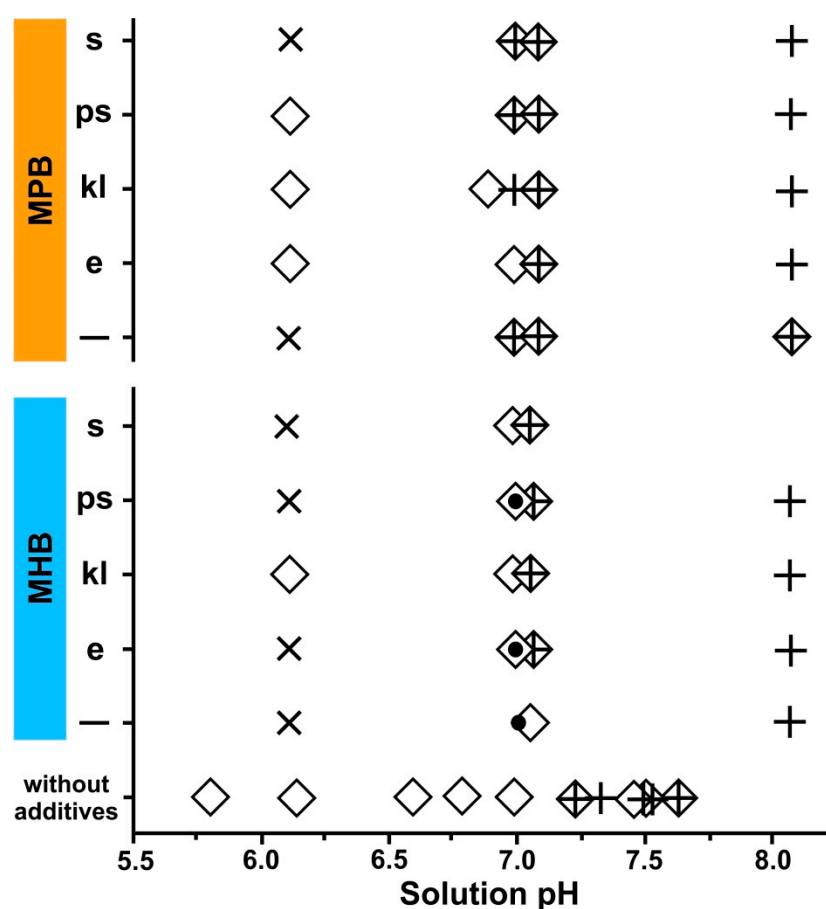 MPB
s
ps
kl
e
—
MHB
s
ps
kl
e
—
without
additives
5.5 6.0 6.5 7.0 7.5 8.0
Solution pH